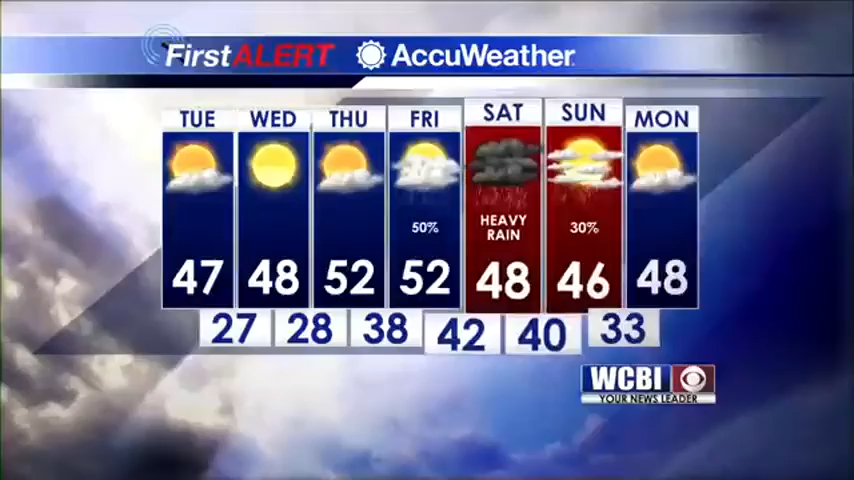 FirstALERT AccuWeather
TUE WED THU FRI SAT SUN MON
50% HEAVY RAIN 30%
47 48 52 52 48 46 48
27 28 38 42 40 33
WCBI
YOUR NEWS LEADER